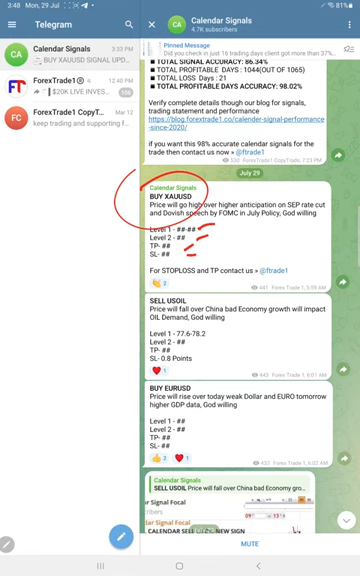 3:48 Mon, 29 Jul
81%
Telegram
CA
Calendar Signals
3:33 PM
BUY XAUUSD SIGNAL UPD...
ForexTrade1
12:40 PM
$20K LIVE INVES...
FC
ForexTrade1 CopyT...
Mar 12
keep trading and supporting f...
CA
Calendar Signals
4.7K subscribers
Pinned Message
Did you check in just 16 trading days client got more than 37%...
TOTAL SIGNAL ACCURACY: 86.34%
TOTAL PROFITABLE DAYS : 1044(OUT OF 1065)
TOTAL LOSS Days : 21
TOTAL PROFITABLE DAYS ACCURACY: 98.02%
Verify complete details though our blog for signals,
trading statement and performance
https://blog.forextrade1.co/calender-signal-performance
-since-2020/
if you want this 98% accurate calendar signals for the
trade then contact us now » @ftrade1
530 ForexTrade1 CopyTrade, 7:23 PM
July 29
Calendar Signals
BUY XAUUSD
Price will go high over higher anticipation on SEP rate cut
and Dovish speech by FOMC in July Policy, God willing
Level 1 - ##-##
Level 2 - ##
TP- ##
SL- ##
For STOPLOSS and TP contact us » @ftrade1
2
441 Forex Trade 1, 5:59 AM
SELL USOIL
Price will fall over China bad Economy growth will impact
OIL Demand, God willing
Level 1 - 77.6-78.2
Level 2 - ##
TP- ##
SL- 0.8 Points
1
443 Forex Trade 1, 6:01 AM
BUY EURUSD
Price will rise over today weak Dollar and EURO tomorrow
higher GDP data, God willing
Level 1 - ##
Level 2 - ##
TP- ##
SL- ##
2
1
Forex Trade 1, 6:02 AM
Calendar Signals
SELL USOIL Price will fall over China bad Economy gro...
MUTE